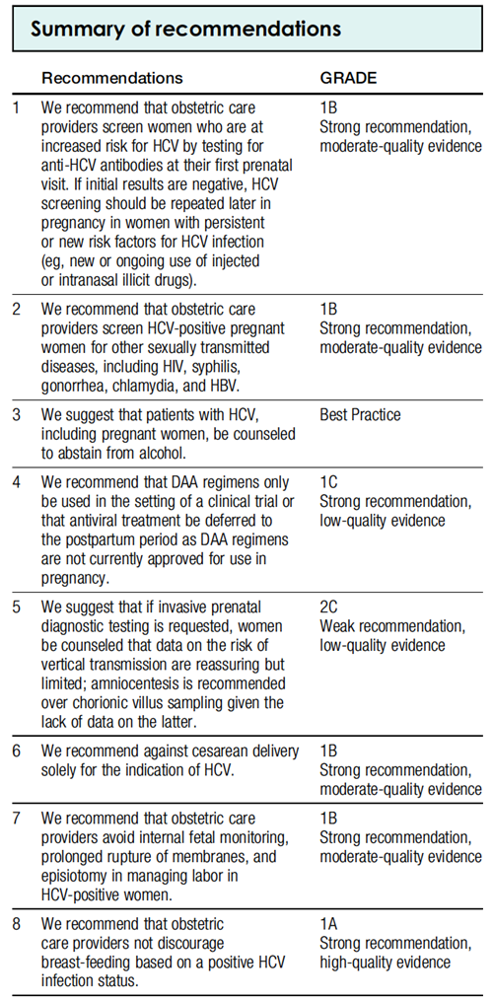 Summary of recommendations
Recommendations GRADE
1 We recommend that obstetric care 1B
providers screen women who are at Strong recommendation,
increased risk for HCV by testing for moderate-quality evidence
anti-HCV antibodies at their first prenatal
visit. If initial results are negative, HCV
screening should be repeated later in
pregnancy in women with persistent
or new risk factors for HCV infection
(eg, new or ongoing use of injected
or intranasal illicit drugs).
2 We recommend that obstetric care 1B
providers screen HCV-positive pregnant Strong recommendation,
women for other sexually transmitted moderate-quality evidence
diseases, including HIV, syphilis,
gonorrhea, chlamydia, and HBV.
3 We suggest that patients with HCV, Best Practice
including pregnant women, be counseled
to abstain from alcohol.
4 We recommend that DAA regimens only 1C
be used in the setting of a clinical trial or Strong recommendation,
that antiviral treatment be deferred to low-quality evidence
the postpartum period as DAA regimens
are not currently approved for use in
pregnancy.
5 We suggest that if invasive prenatal 2C
diagnostic testing is requested, women Weak recommendation,
be counseled that data on the risk of low-quality evidence
vertical transmission are reassuring but
limited; amniocentesis is recommended
over chorionic villus sampling given the
lack of data on the latter.
6 We recommend against cesarean delivery 1B
solely for the indication of HCV. Strong recommendation,
moderate-quality evidence
7 We recommend that obstetric care 1B
providers avoid internal fetal monitoring, Strong recommendation,
prolonged rupture of membranes, and moderate-quality evidence
episiotomy in managing labor in
HCV-positive women.
8 We recommend that obstetric 1A
care providers not discourage Strong recommendation,
breast-feeding based on a positive HCV high-quality evidence
infection status.